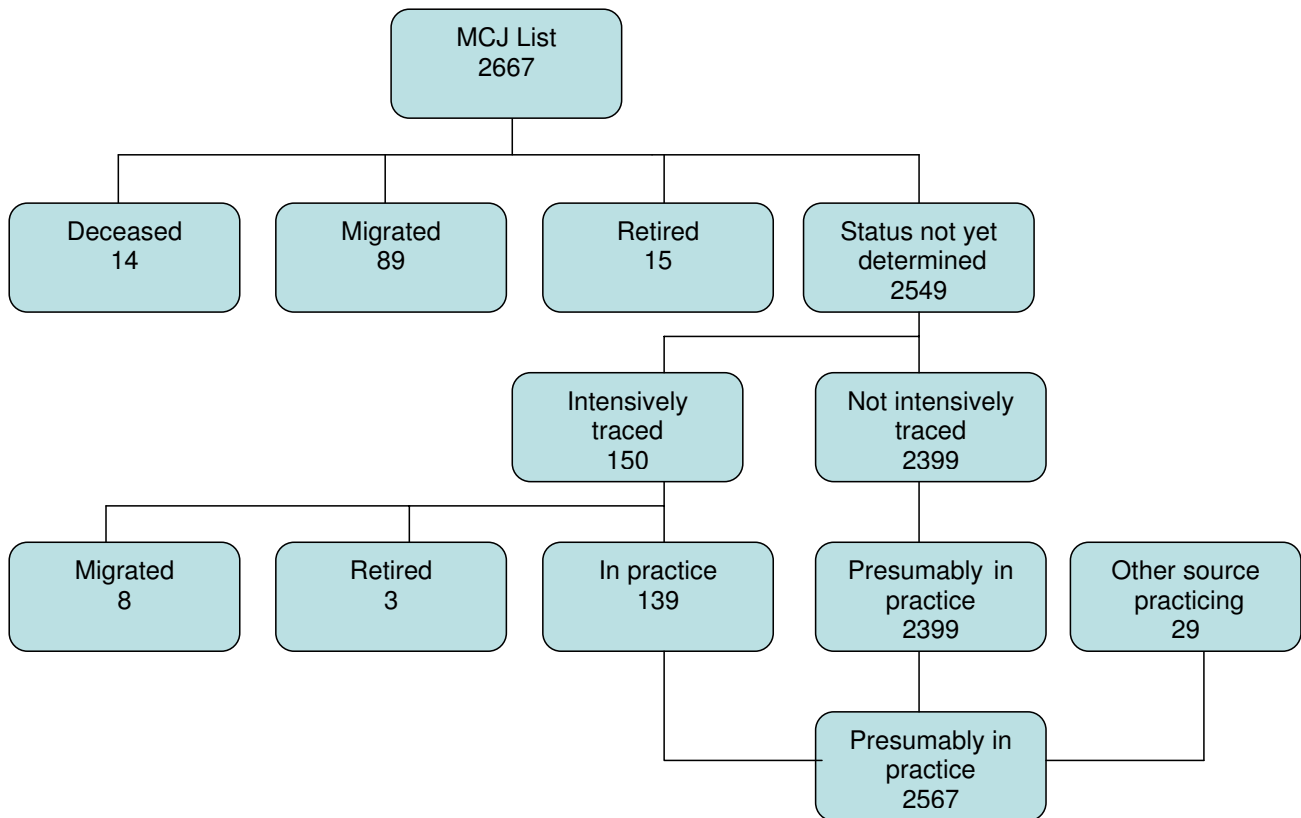 MCJ List
2667
Deceased
14
Migrated
89
Retired
15
Status not yet
determined
2549
Intensively
traced
150
Not intensively
traced
2399
Migrated
8
Retired
3
In practice
139
Presumably in
practice
2399
Other source
practicing
29
Presumably in
practice
2567